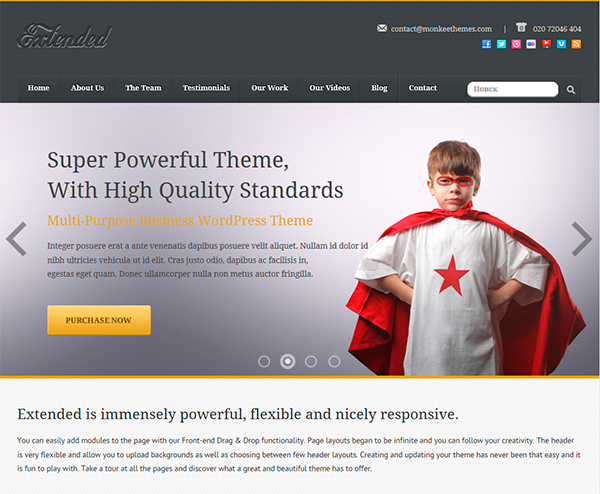 Extended
contact@monkeethemes.com | 020 72046 404
Home About Us The Team Testimonials Our Work Our Videos Blog Contact Поиск
Super Powerful Theme,
With High Quality Standards
Multi-Purpose Business WordPress Theme
Integer posuere erat a ante venenatis dapibus posuere velit aliquet. Nullam id dolor id
nibh ultricies vehicula ut id elit. Cras justo odio, dapibus ac facilisis in,
egestas eget quam. Donec ullamcorper nulla non metus auctor fringilla.
PURCHASE NOW
Extended is immensely powerful, flexible and nicely responsive.
You can easily add modules to the page with our Front-end Drag & Drop functionality. Page layouts began to be infinite and you can follow your creativity. The header
is very flexible and allow you to upload backgrounds as well as choosing between few header layouts. Creating and updating your theme has never been that easy and it
is fun to play with. Take a tour at all the pages and discover what a great and beautiful theme has to offer.